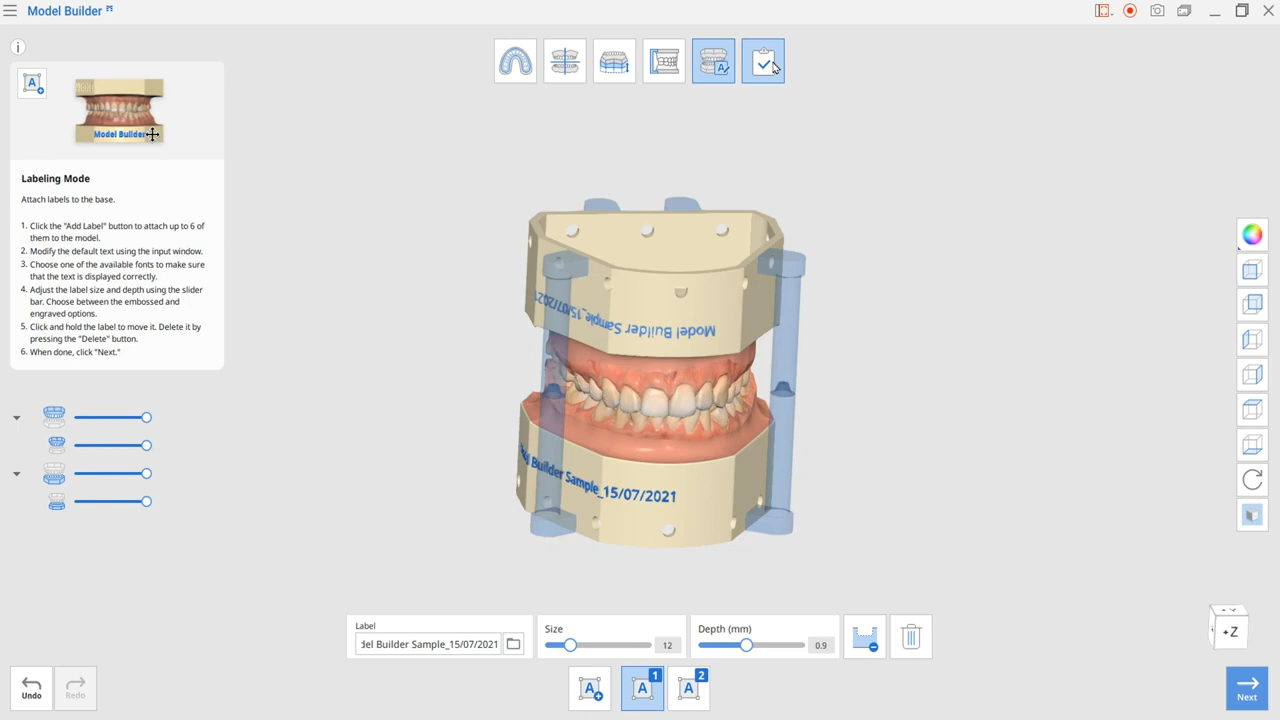 Model Builder
A
i
A
Model Builder
Labeling Mode
Attach labels to the base.
1. Click the "Add Label" button to attach up to 6 of
them to the model.
2. Modify the default text using the input window.
3. Choose one of the available fonts to make sure
that the text is displayed correctly.
4. Adjust the label size and depth using the slider
bar. Choose between the embossed and
engraved options.
5. Click and hold the label to move it. Delete it by
pressing the "Delete" button.
6. When done, click "Next."
Model Builder Sample_15/07/2021
Builder Sample_15/07/2021
Label
Size
Depth (mm)
del Builder Sample_15/07/2021
12
0.9
+Z
Undo
Redo
A
A
1
A
2
Next